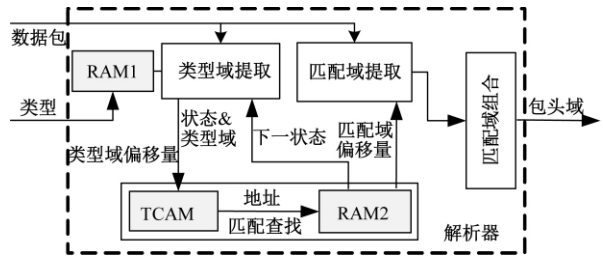 数据包
RAM1
类型域提取
匹配域提取
匹配域组合
类型
包头域
状态&
类型域
下一状态
匹配域
偏移量
类型域偏移量
地址
TCAM
RAM2
匹配查找
解析器